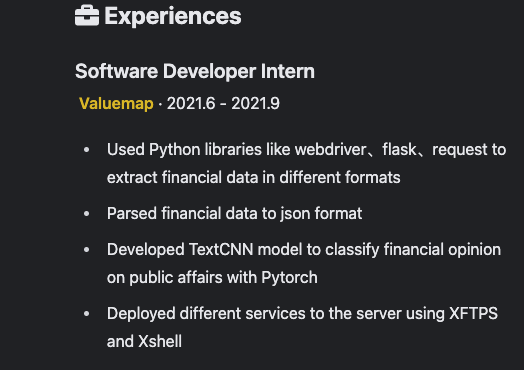 Experiences
Software Developer Intern
Valuemap · 2021.6 - 2021.9
• Used Python libraries like webdriver、flask、request to
extract financial data in different formats
• Parsed financial data to json format
• Developed TextCNN model to classify financial opinion
on public affairs with Pytorch
• Deployed different services to the server using XFTPS
and Xshell